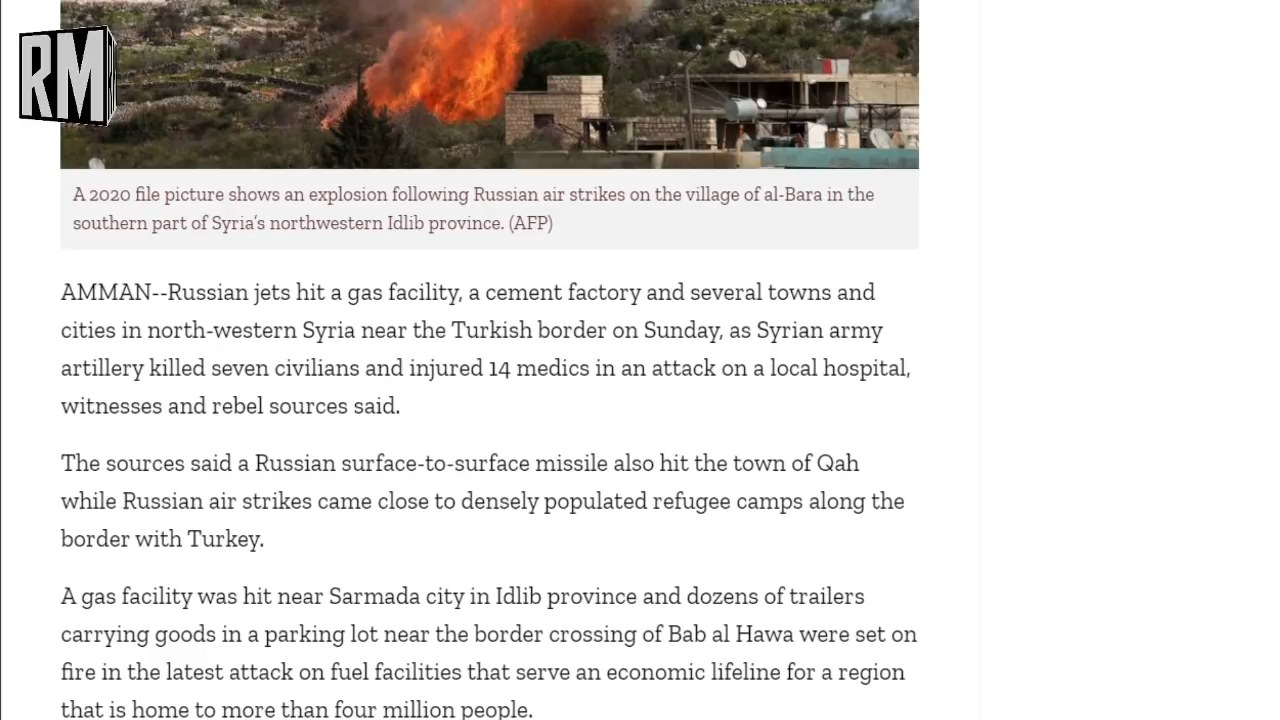 RM
A 2020 file picture shows an explosion following Russian air strikes on the village of al-Bara in the
southern part of Syria’s northwestern Idlib province. (AFP)
AMMAN--Russian jets hit a gas facility, a cement factory and several towns and
cities in north-western Syria near the Turkish border on Sunday, as Syrian army
artillery killed seven civilians and injured 14 medics in an attack on a local hospital,
witnesses and rebel sources said.
The sources said a Russian surface-to-surface missile also hit the town of Qah
while Russian air strikes came close to densely populated refugee camps along the
border with Turkey.
A gas facility was hit near Sarmada city in Idlib province and dozens of trailers
carrying goods in a parking lot near the border crossing of Bab al Hawa were set on
fire in the latest attack on fuel facilities that serve an economic lifeline for a region
that is home to more than four million people.